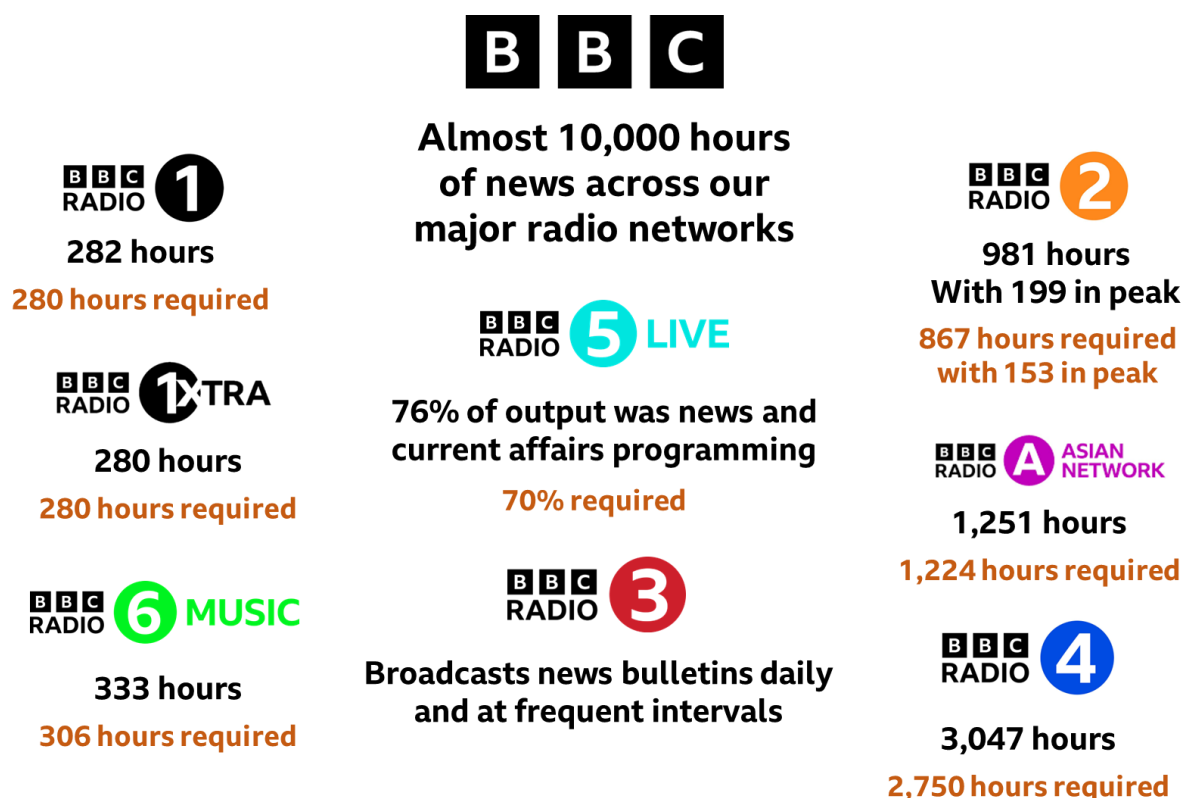 BBC
Almost 10,000 hours
of news across our
major radio networks
BBC
RADIO 1
282 hours
280 hours required
BBC
RADIO 1XTRA
280 hours
280 hours required
BBC
RADIO 6 MUSIC
333 hours
306 hours required
BBC
RADIO 5 LIVE
76% of output was news and
current affairs programming
70% required
BBC
RADIO 3
Broadcasts news bulletins daily
and at frequent intervals
BBC
RADIO 2
981 hours
With 199 in peak
867 hours required
with 153 in peak
BBC
RADIO A ASIAN
NETWORK
1,251 hours
1,224 hours required
BBC
RADIO 4
3,047 hours
2,750 hours required